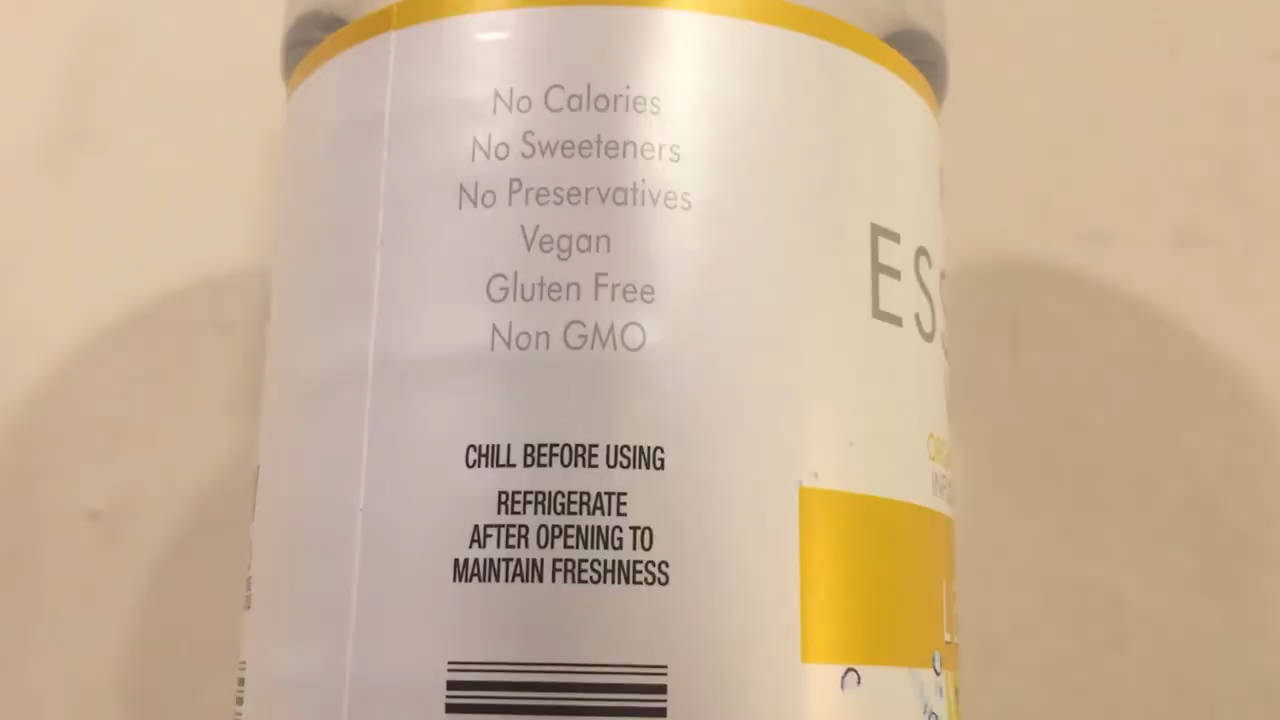 No Calories
No Sweeteners
No Preservatives
Vegan
Gluten Free
Non GMO
CHILL BEFORE USING
REFRIGERATE
AFTER OPENING TO
MAINTAIN FRESHNESS